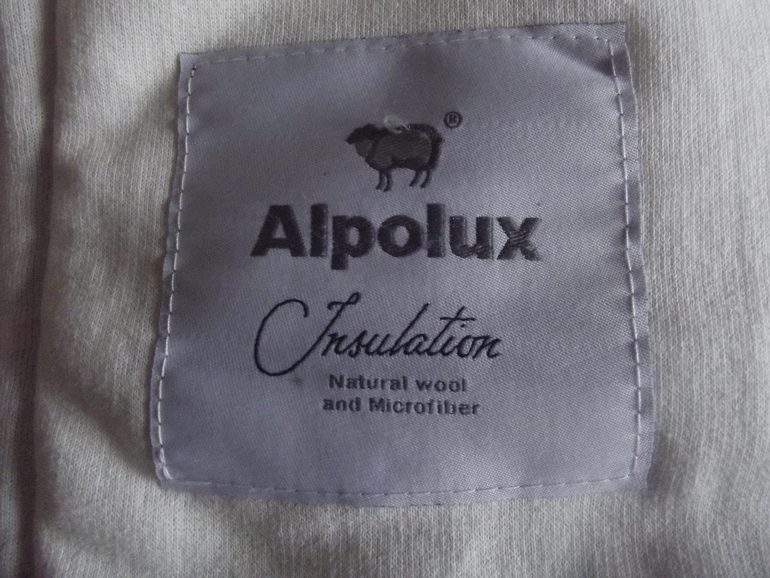 ®
Alpolux
Insulation
Natural wool
and Microfiber